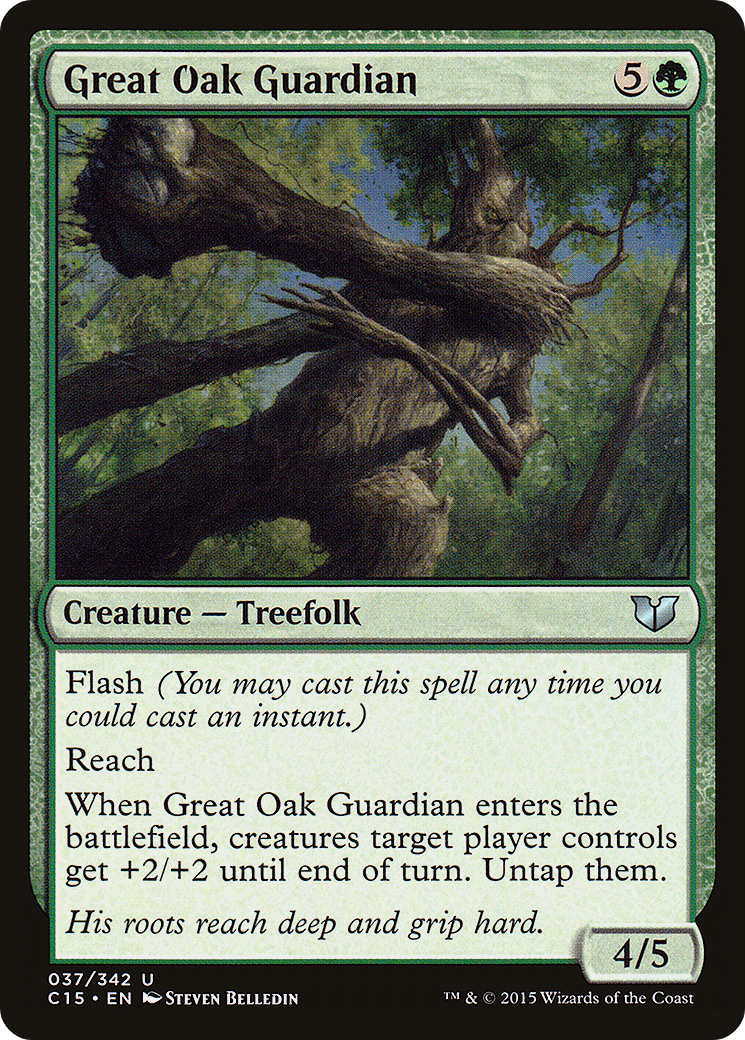 Great Oak Guardian 5
Creature — Treefolk
Flash (You may cast this spell any time you
could cast an instant.)
Reach
When Great Oak Guardian enters the
battlefield, creatures target player controls
get +2/+2 until end of turn. Untap them.
His roots reach deep and grip hard.
4/5
037/342 U
C15 • EN Steven Belledin
™ & © 2015 Wizards of the Coast